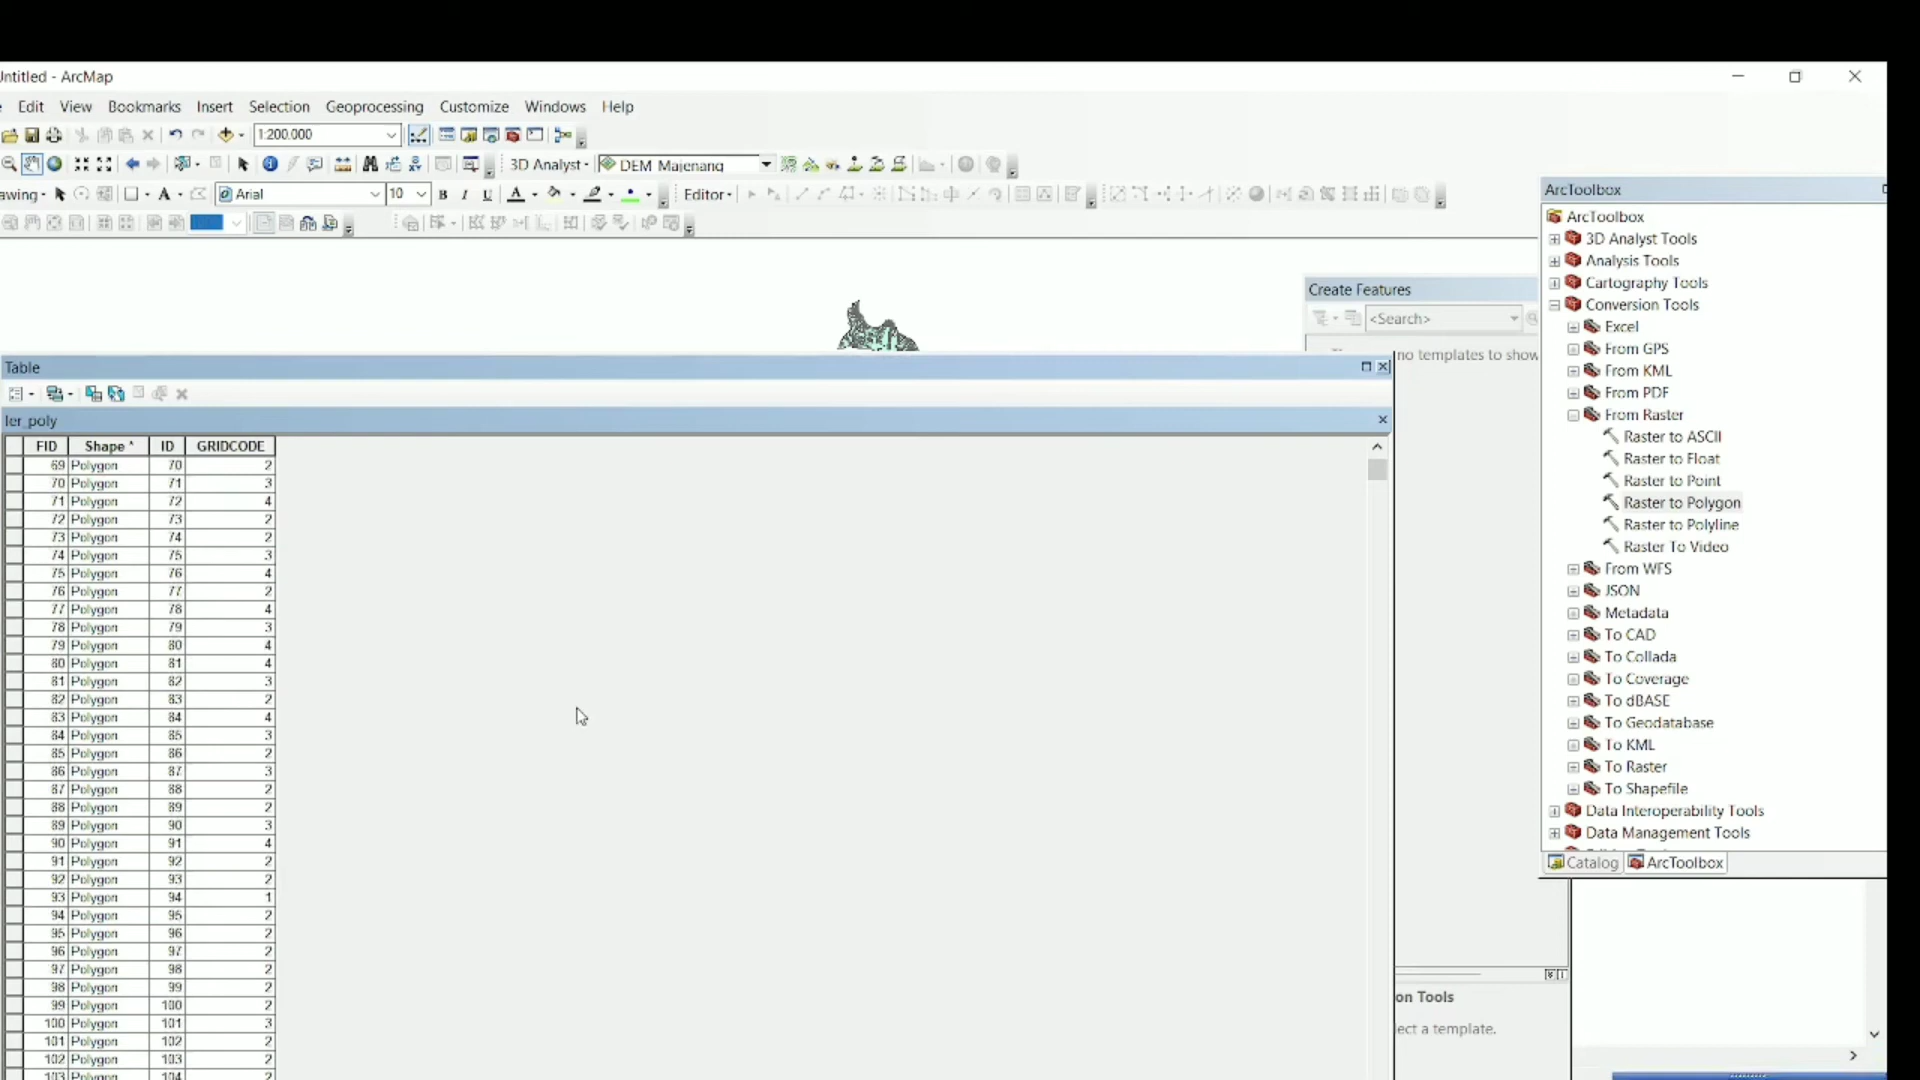 Untitled - ArcMap
Edit View Bookmarks Insert Selection Geoprocessing Customize Windows Help
1:200.000
3D Analyst DEM Majenang
Arial 10 B I U A Editor
ArcToolbox
ArcToolbox
3D Analyst Tools
Analysis Tools
Cartography Tools
Conversion Tools
Excel
From GPS
From KML
From PDF
From Raster
Raster to ASCII
Raster to Float
Raster to Point
Raster to Polygon
Raster to Polyline
Raster To Video
From WFS
JSON
Metadata
To CAD
To Collada
To Coverage
To dBASE
To Geodatabase
To KML
To Raster
To Shapefile
Data Interoperability Tools
Data Management Tools
Catalog ArcToolbox
Create Features
<Search>
no templates to show
Table
ler_poly
FID Shape * ID GRIDCODE
69 Polygon 70 2
70 Polygon 71 3
71 Polygon 72 4
72 Polygon 73 2
73 Polygon 74 2
74 Polygon 75 3
75 Polygon 76 4
76 Polygon 77 2
77 Polygon 78 4
78 Polygon 79 3
79 Polygon 80 4
80 Polygon 81 4
81 Polygon 82 3
82 Polygon 83 2
83 Polygon 84 4
84 Polygon 85 3
85 Polygon 86 2
86 Polygon 87 3
87 Polygon 88 2
88 Polygon 89 2
89 Polygon 90 3
90 Polygon 91 4
91 Polygon 92 2
92 Polygon 93 2
93 Polygon 94 1
94 Polygon 95 2
95 Polygon 96 2
96 Polygon 97 2
97 Polygon 98 2
98 Polygon 99 2
99 Polygon 100 2
100 Polygon 101 3
101 Polygon 102 2
102 Polygon 103 2
103 Polygon 104 2
on Tools
ect a template.